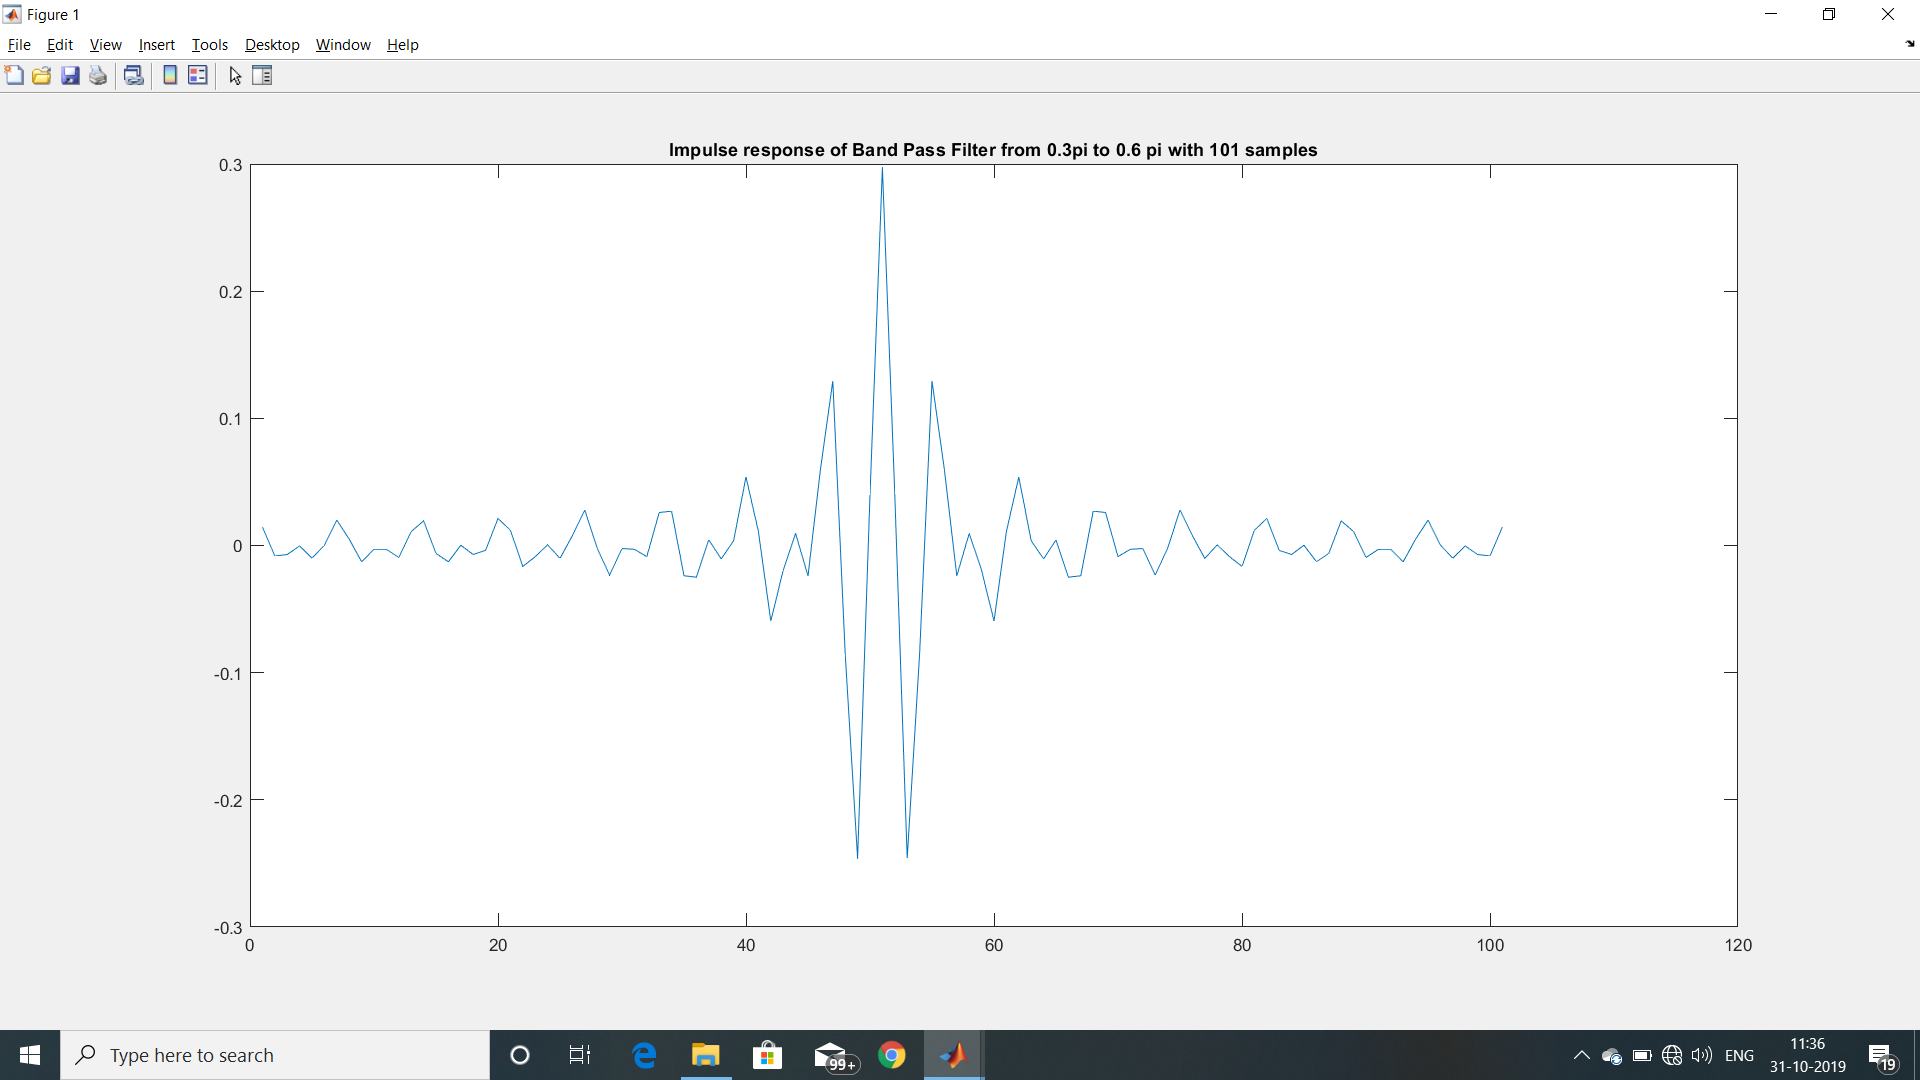 Figure 1
File Edit View Insert Tools Desktop Window Help
Impulse response of Band Pass Filter from 0.3pi to 0.6 pi with 101 samples
0.3
0.2
0.1
0
-0.1
-0.2
-0.3
0 20 40 60 80 100 120
Type here to search
99+
ENG
11:36
31-10-2019
19